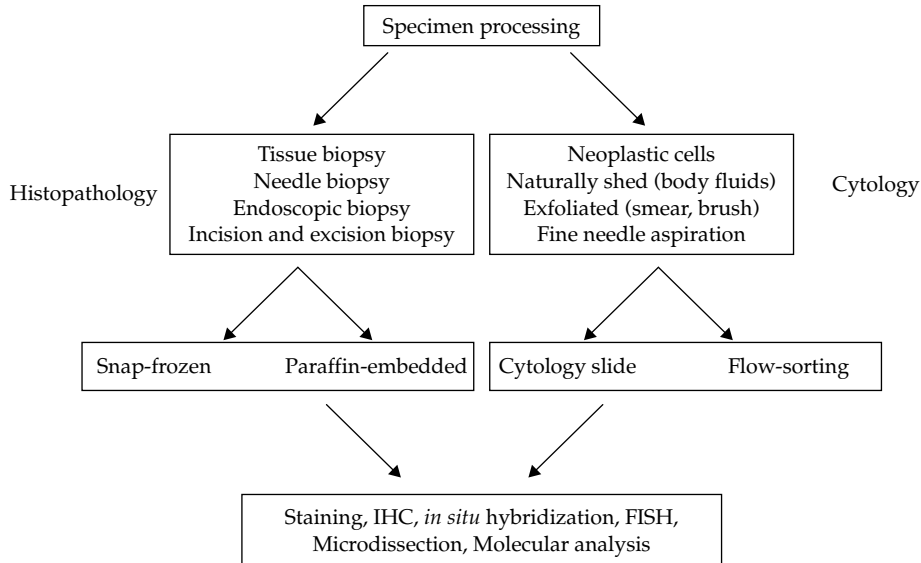 Specimen processing
Histopathology
Tissue biopsy
Needle biopsy
Endoscopic biopsy
Incision and excision biopsy
Neoplastic cells
Naturally shed (body fluids)
Exfoliated (smear, brush)
Fine needle aspiration
Cytology
Snap-frozen
Paraffin-embedded
Cytology slide
Flow-sorting
Staining, IHC, in situ hybridization, FISH,
Microdissection, Molecular analysis